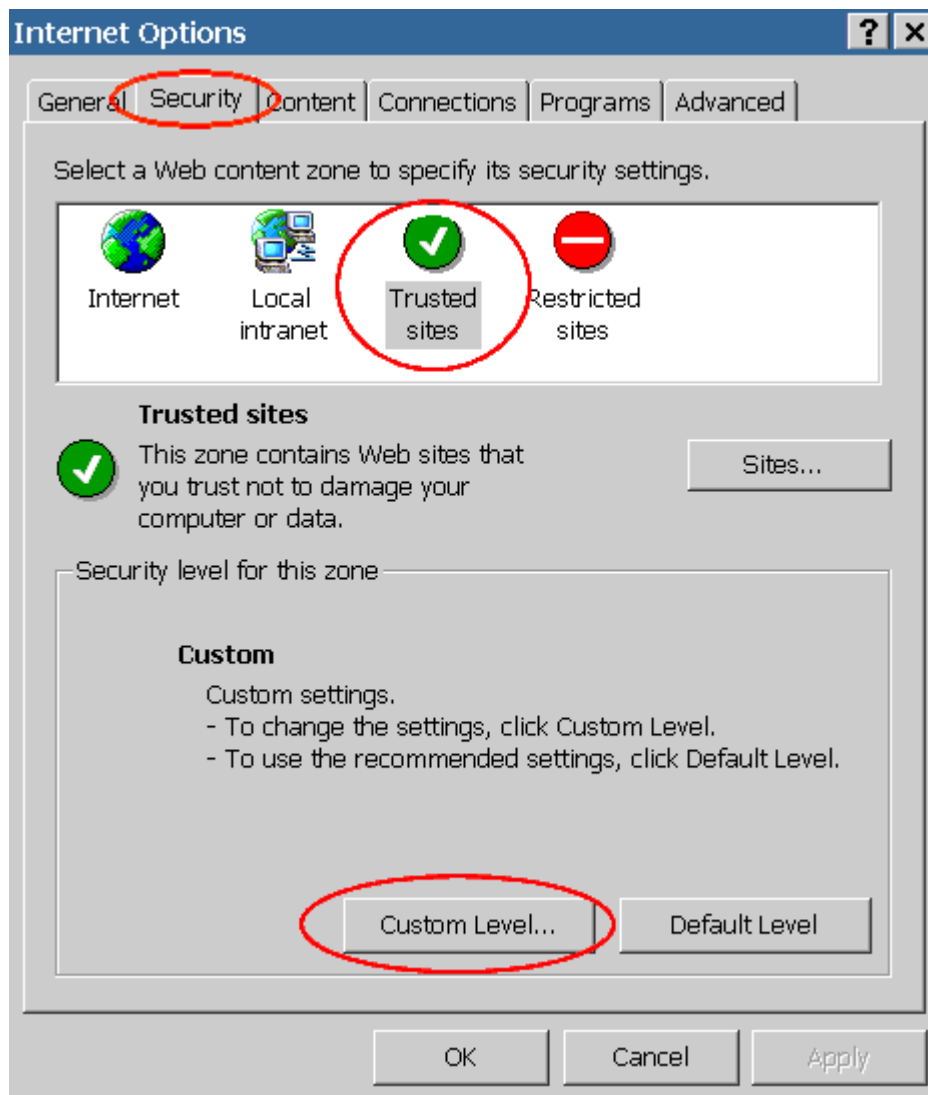 Internet Options
General Security Content Connections Programs Advanced
Select a Web content zone to specify its security settings.
Internet
Local
intranet
Trusted
sites
Restricted
sites
Trusted sites
This zone contains Web sites that
you trust not to damage your
computer or data.
Sites...
Security level for this zone
Custom
Custom settings.
- To change the settings, click Custom Level.
- To use the recommended settings, click Default Level.
Custom Level... Default Level
OK Cancel Apply